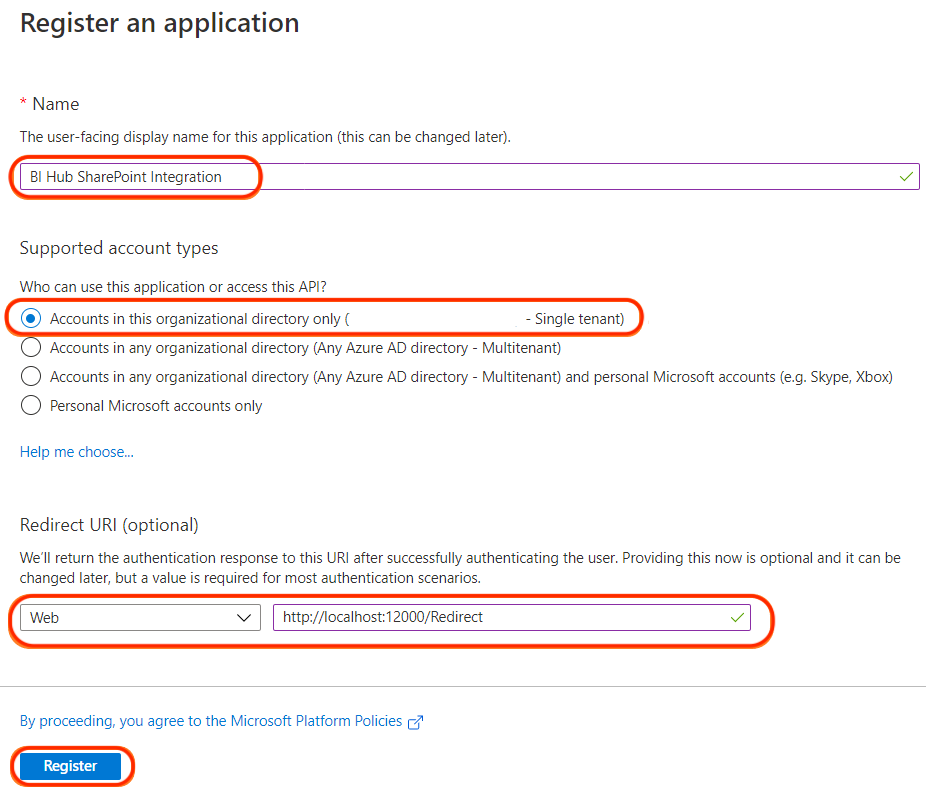 Register an application
* Name
The user-facing display name for this application (this can be changed later).
BI Hub SharePoint Integration
Supported account types
Who can use this application or access this API?
Accounts in this organizational directory only ( - Single tenant)
Accounts in any organizational directory (Any Azure AD directory - Multitenant)
Accounts in any organizational directory (Any Azure AD directory - Multitenant) and personal Microsoft accounts (e.g. Skype, Xbox)
Personal Microsoft accounts only
Help me choose...
Redirect URI (optional)
We'll return the authentication response to this URI after successfully authenticating the user. Providing this now is optional and it can be
changed later, but a value is required for most authentication scenarios.
Web http://localhost:12000/Redirect
By proceeding, you agree to the Microsoft Platform Policies
Register